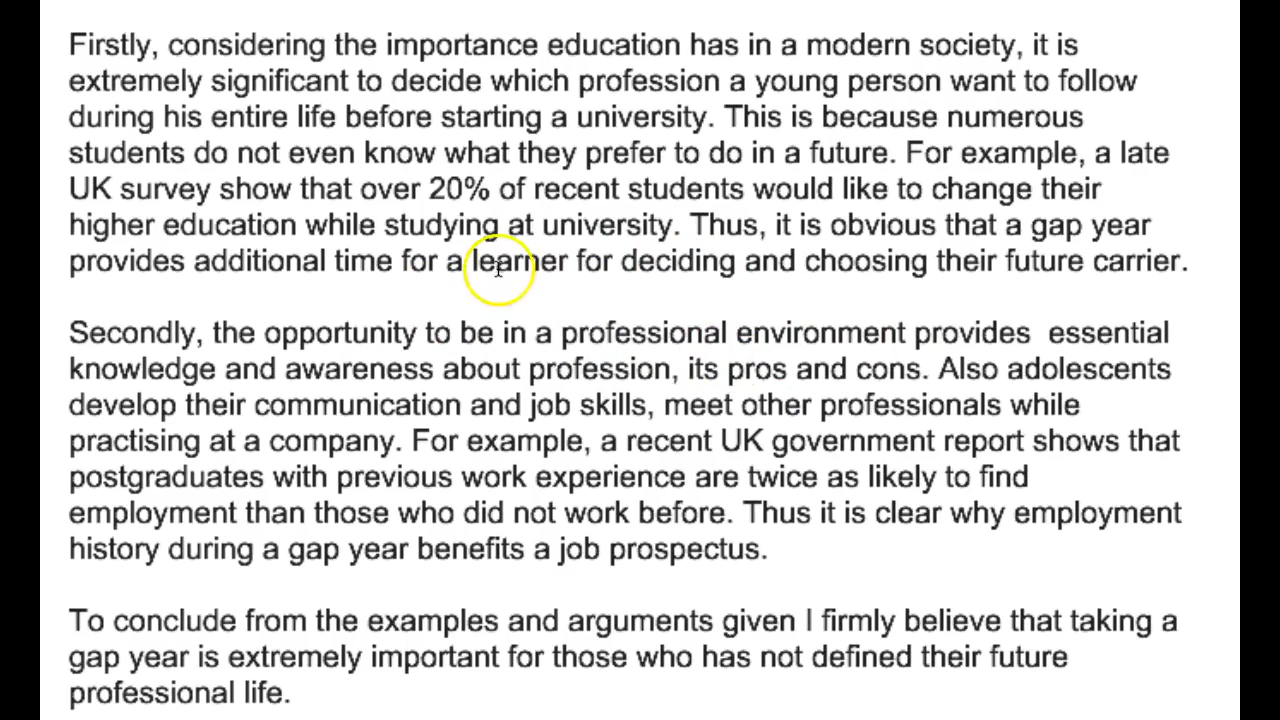 Firstly, considering the importance education has in a modern society, it is
extremely significant to decide which profession a young person want to follow
during his entire life before starting a university. This is because numerous
students do not even know what they prefer to do in a future. For example, a late
UK survey show that over 20% of recent students would like to change their
higher education while studying at university. Thus, it is obvious that a gap year
provides additional time for a learner for deciding and choosing their future carrier.
Secondly, the opportunity to be in a professional environment provides  essential
knowledge and awareness about profession, its pros and cons. Also adolescents
develop their communication and job skills, meet other professionals while
practising at a company. For example, a recent UK government report shows that
postgraduates with previous work experience are twice as likely to find
employment than those who did not work before. Thus it is clear why employment
history during a gap year benefits a job prospectus.
To conclude from the examples and arguments given I firmly believe that taking a
gap year is extremely important for those who has not defined their future
professional life.